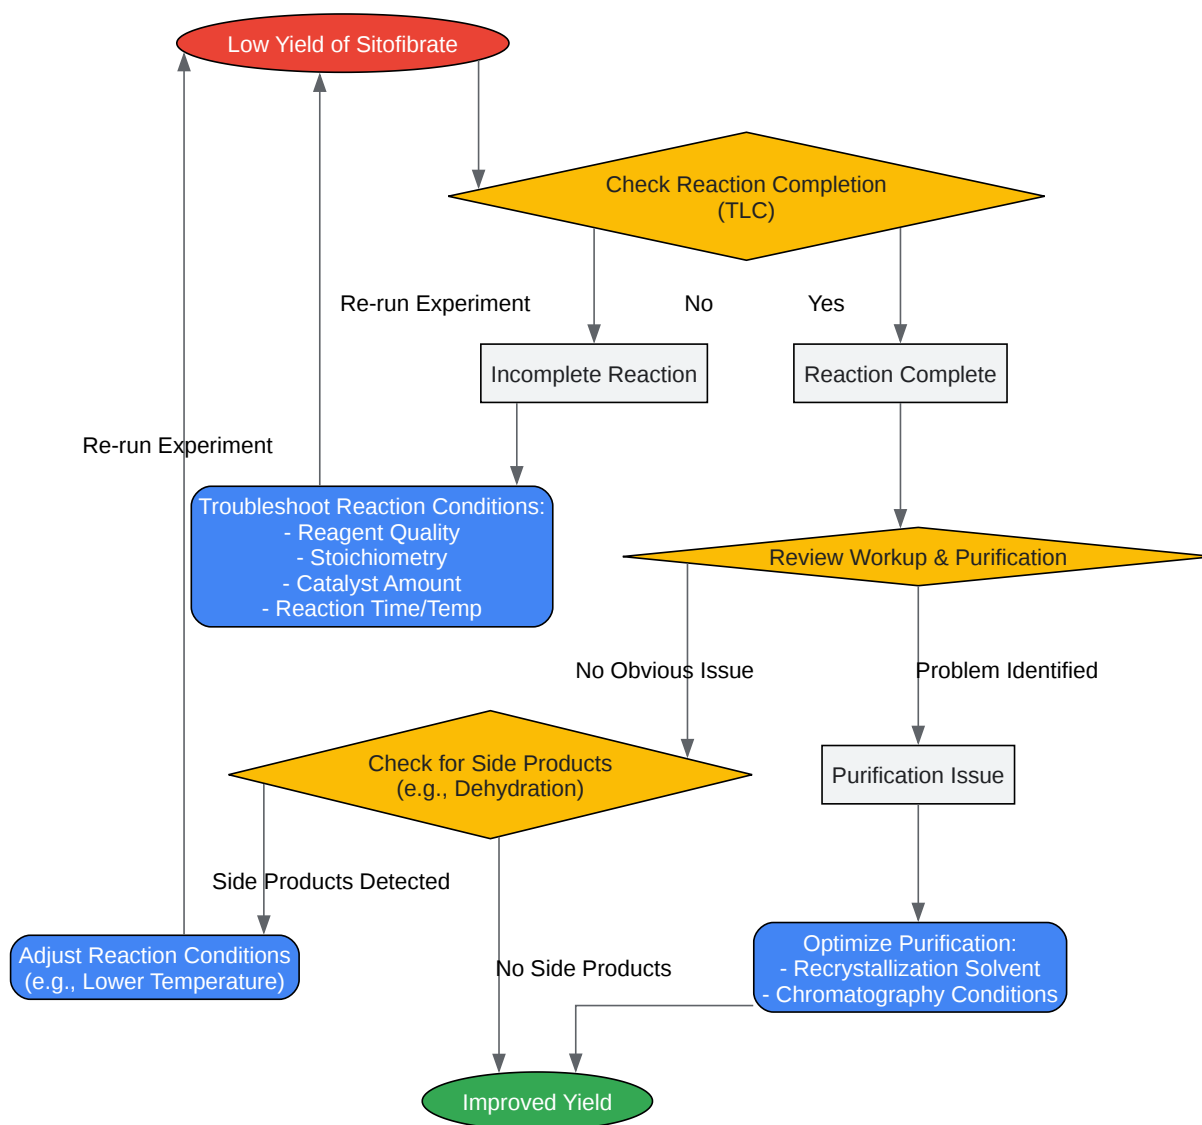 Low Yield of Sitofibrate
Check Reaction Completion
(TLC)
Re-run Experiment
No
Yes
Incomplete Reaction
Reaction Complete
Re-run Experiment
Troubleshoot Reaction Conditions:
- Reagent Quality
- Stoichiometry
- Catalyst Amount
- Reaction Time/Temp
Review Workup & Purification
No Obvious Issue
Problem Identified
Check for Side Products
(e.g., Dehydration)
Purification Issue
Side Products Detected
Adjust Reaction Conditions
(e.g., Lower Temperature)
No Side Products
Optimize Purification:
- Recrystallization Solvent
- Chromatography Conditions
Improved Yield